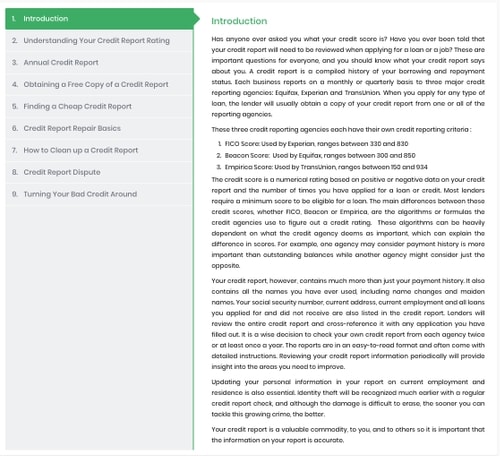 1. Introduction
2. Understanding Your Credit Report Rating
3. Annual Credit Report
4. Obtaining a Free Copy of a Credit Report
5. Finding a Cheap Credit Report
6. Credit Report Repair Basics
7. How to Clean up a Credit Report
8. Credit Report Dispute
9. Turning Your Bad Credit Around
Introduction
Has anyone ever asked you what your credit score is? Have you ever been told that
your credit report will need to be reviewed when applying for a loan or a job? These are
important questions for everyone, and you should know what your credit report says
about you. A credit report is a compiled history of your borrowing and repayment
status. Each business reports on a monthly or quarterly basis to three major credit
reporting agencies: Equifax, Experian and TransUnion. When you apply for any type of
loan, the lender will usually obtain a copy of your credit report from one or all of the
reporting agencies.
These three credit reporting agencies each have their own credit reporting criteria :
1. FICO Score: Used by Experian, ranges between 330 and 830
2. Beacon Score: Used by Equifax, ranges between 300 and 850
3. Empirica Score: Used by TransUnion, ranges between 150 and 934
The credit score is a numerical rating based on positive or negative data on your credit
report and the number of times you have applied for a loan or credit. Most lenders
require a minimum score to be eligible for a loan. The main differences between these
credit scores, whether FICO, Beacon or Empirica, are the algorithms or formulas the
credit agencies use to figure out a credit rating. These algorithms can be heavily
dependent on what the credit agency deems as important, which can explain the
difference in scores. For example, one agency may consider payment history is more
important than outstanding balances while another agency might consider just the
opposite.
Your credit report, however, contains much more than just your payment history. It also
contains all the names you have ever used, including name changes and maiden
names. Your social security number, current address, current employment and all loans
you applied for and did not receive are also listed in the credit report. Lenders will
review the entire credit report and cross-reference it with any application you have
filled out. It is a wise decision to check your own credit report from each agency twice
or at least once a year. The reports are in an easy-to-read format and often come with
detailed instructions. Reviewing your credit report information periodically will provide
insight into the areas you need to improve.
Updating your personal information in your report on current employment and
residence is also essential. Identity theft will be recognized much earlier with a regular
credit report check, and although the damage is difficult to erase, the sooner you can
tackle this growing crime, the better.
Your credit report is a valuable commodity, to you, and to others so it is important that
the information on your report is accurate.